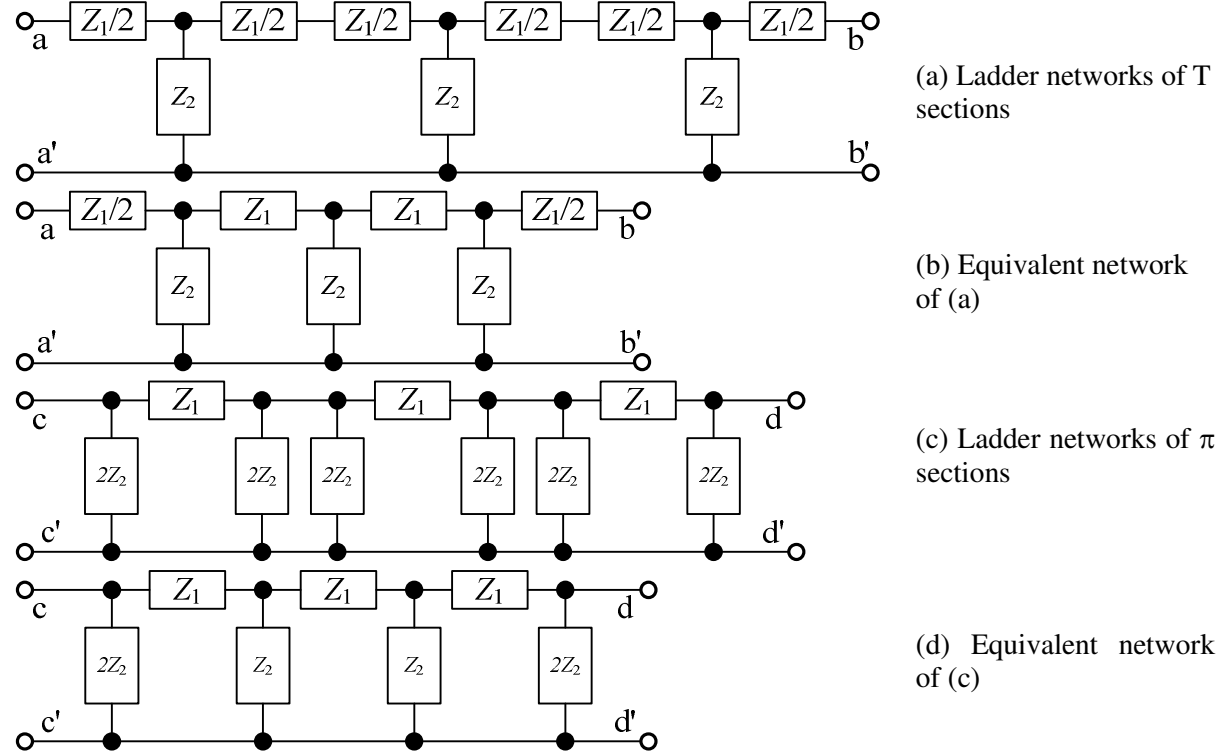 Z1/2 Z1/2 Z1/2 Z1/2 Z1/2 Z1/2
a b
Z2 Z2 Z2
(a) Ladder networks of T
sections
a' b'
Z1/2 Z1 Z1 Z1/2
a b
Z2 Z2 Z2
(b) Equivalent network
of (a)
a' b'
Z1 Z1 Z1
c d
2Z2 2Z2 2Z2 2Z2 2Z2 2Z2
(c) Ladder networks of π
sections
c' d'
Z1 Z1 Z1
c d
2Z2 Z2 Z2 2Z2
(d) Equivalent network
of (c)
c' d'